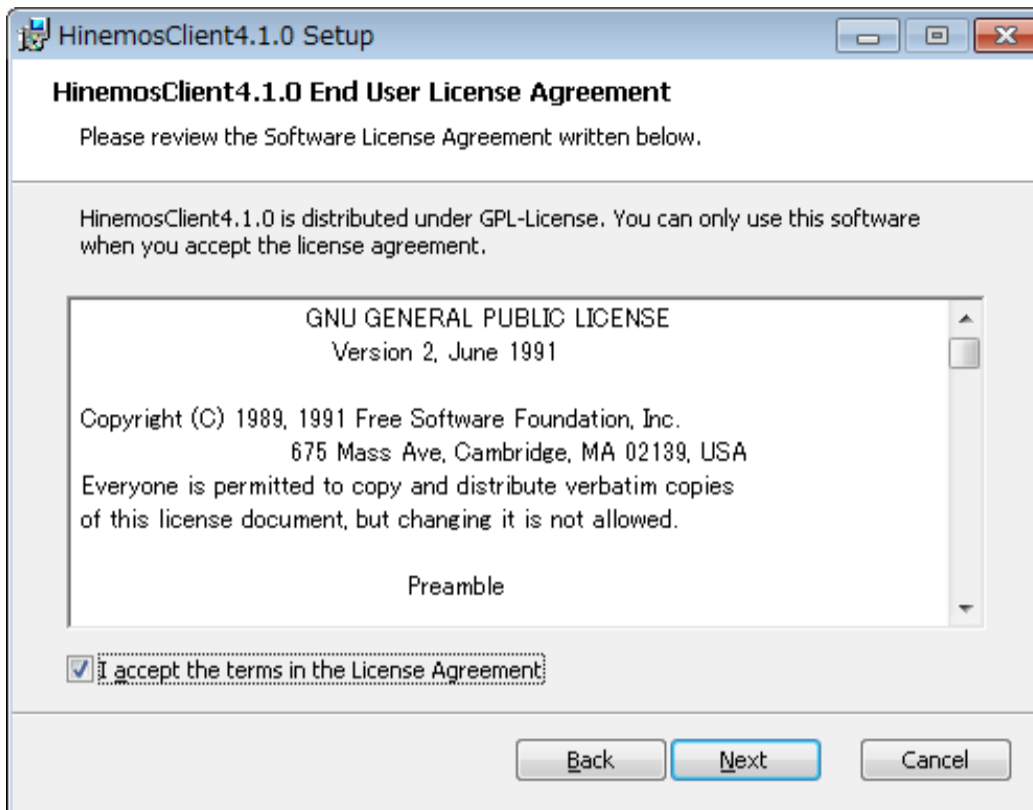 HinemosClient4.1.0 Setup
HinemosClient4.1.0 End User License Agreement
Please review the Software License Agreement written below.
HinemosClient4.1.0 is distributed under GPL-License. You can only use this software
when you accept the license agreement.
GNU GENERAL PUBLIC LICENSE
Version 2, June 1991
Copyright (C) 1989, 1991 Free Software Foundation, Inc.
675 Mass Ave, Cambridge, MA 02139, USA
Everyone is permitted to copy and distribute verbatim copies
of this license document, but changing it is not allowed.
Preamble
I accept the terms in the License Agreement
Back Next Cancel